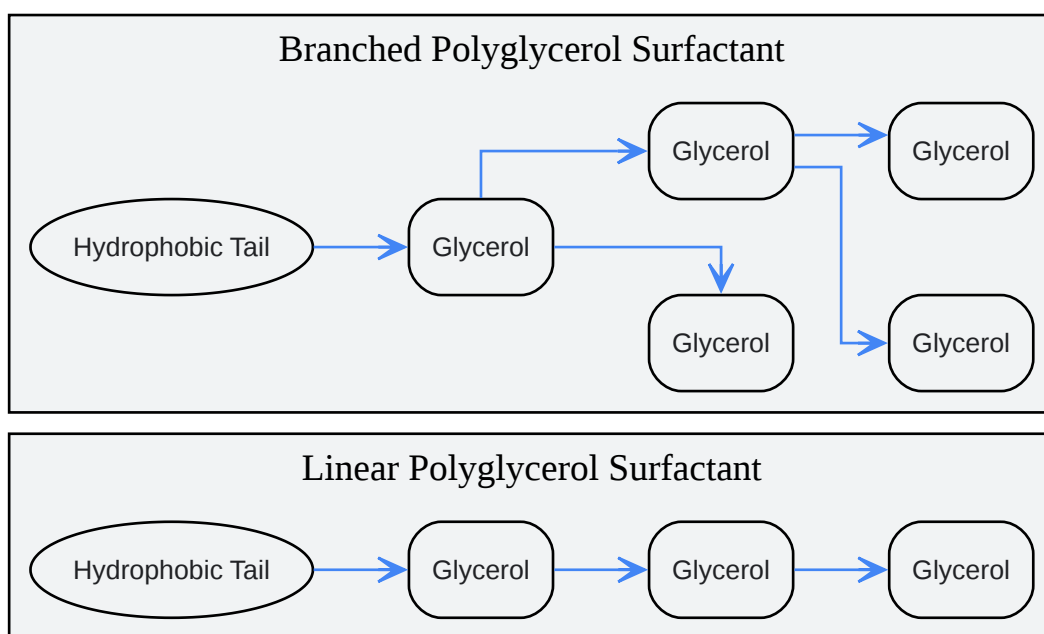 Branched Polyglycerol Surfactant
Glycerol
Glycerol
Hydrophobic Tail
Glycerol
Glycerol
Glycerol
Linear Polyglycerol Surfactant
Hydrophobic Tail
Glycerol
Glycerol
Glycerol